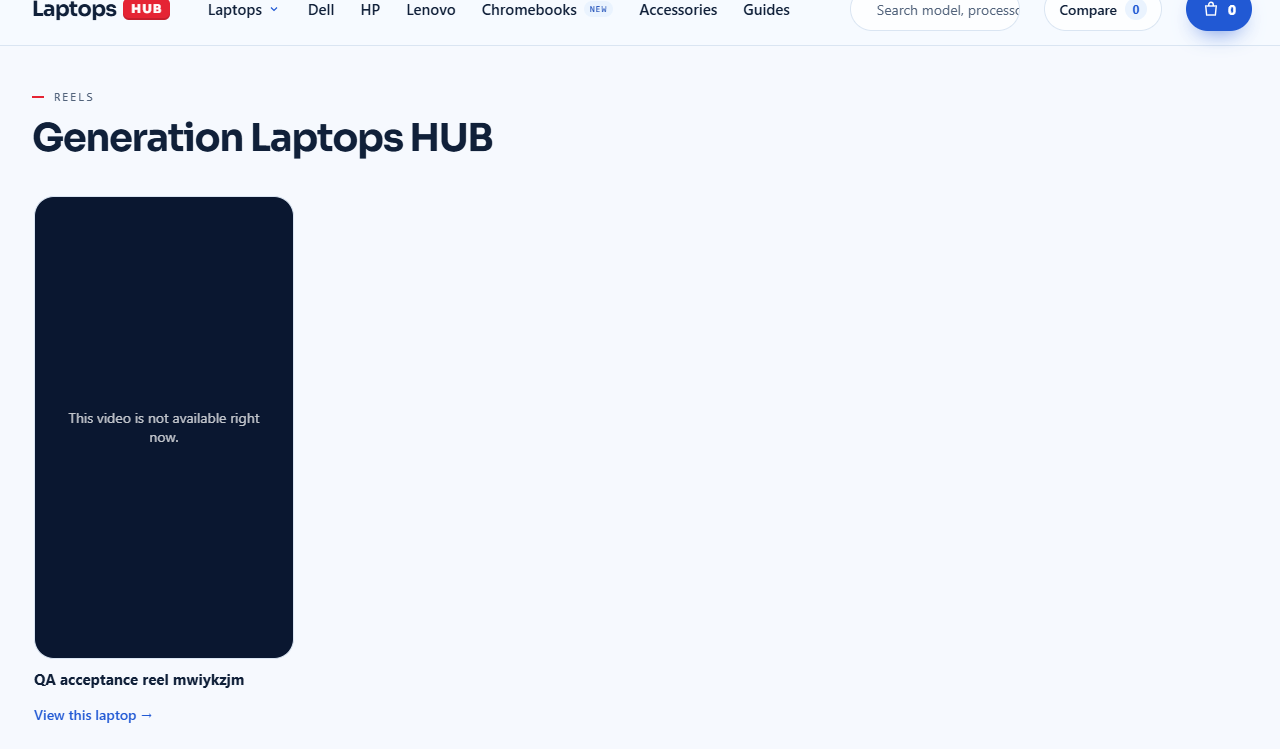 Laptops HUB
Laptops Dell HP Lenovo Chromebooks NEW Accessories Guides
Search model, processo
Compare 0
0
REELS
Generation Laptops HUB
This video is not available right
now.
QA acceptance reel mwiykzjm
View this laptop →